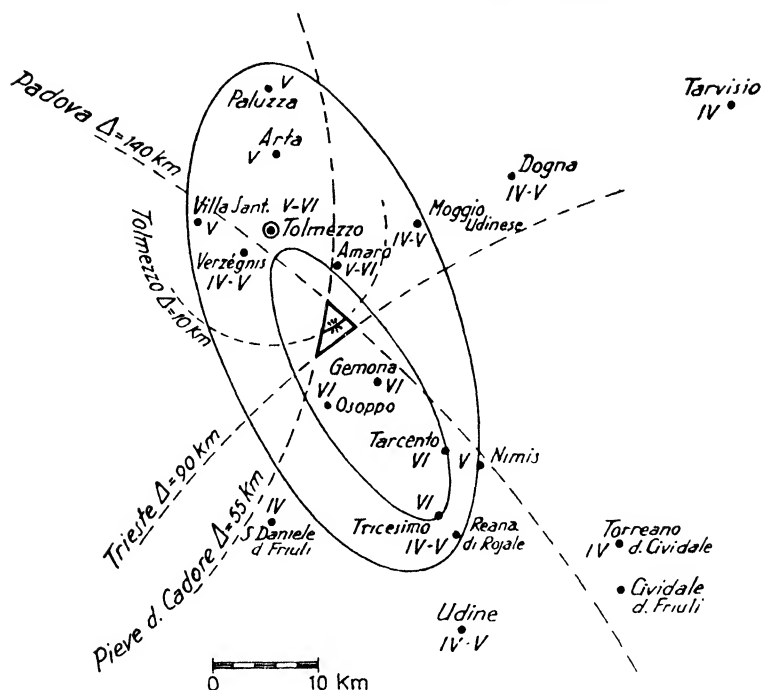 Padova Δ=140 km
V
Paluzza
Arta
V
Tarvisio
IV
Dogna
IV-V
Villa Sant.
V
V-VI
Tolmezzo
Moggio
Udinese
IV-V
Verzégnis
IV-V
Amaro
V-VI
Tolmezzo Δ=10 km
Gemona
VI
VI
Osoppo
Tarcento
VI
V
Nimis
Trieste Δ=90 km
Pieve d. Cadore Δ=55 km
IV
S. Daniele
d. Friuli
VI
Tricesimo
IV-V
Reana
di Rojale
Torreano
IV
d. Cividale
Cividale
d. Friuli
Udine
IV-V
0
10 Km